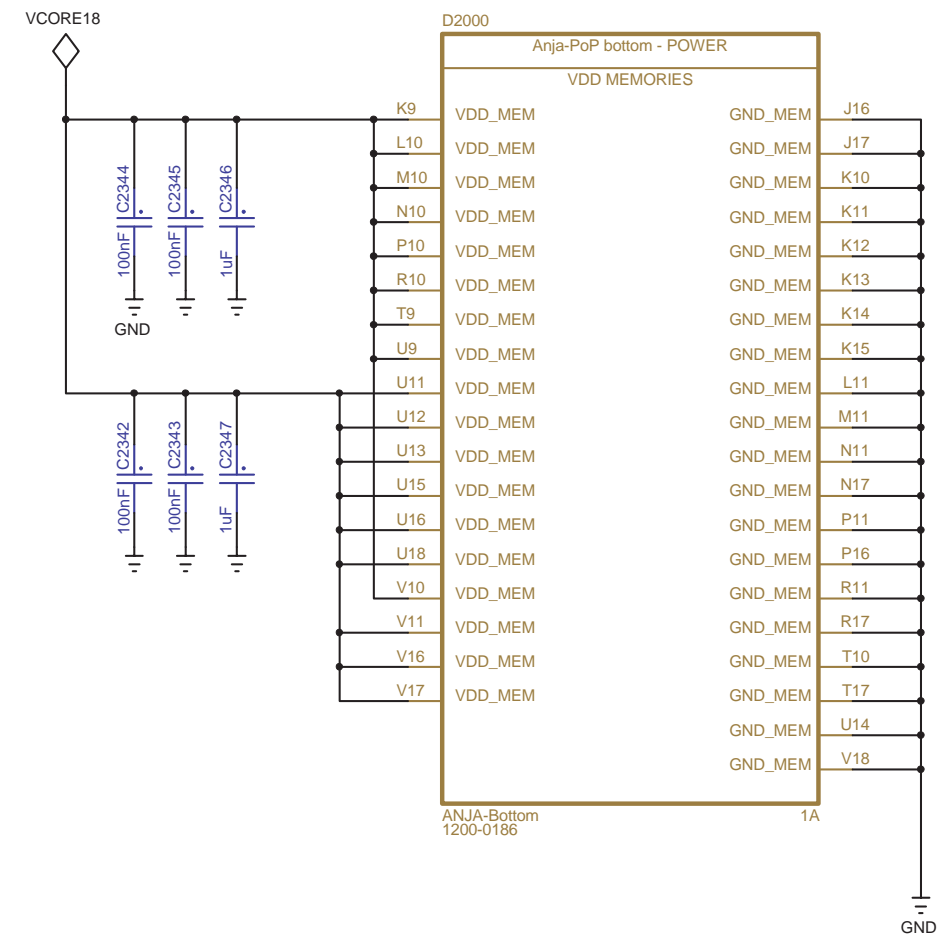 VCORE18
D2000
Anja-PoP bottom - POWER
VDD MEMORIES
K9 VDD_MEM GND_MEM J16
L10 VDD_MEM GND_MEM J17
M10 VDD_MEM GND_MEM K10
N10 VDD_MEM GND_MEM K11
P10 VDD_MEM GND_MEM K12
R10 VDD_MEM GND_MEM K13
T9 VDD_MEM GND_MEM K14
U9 VDD_MEM GND_MEM K15
U11 VDD_MEM GND_MEM L11
U12 VDD_MEM GND_MEM M11
U13 VDD_MEM GND_MEM N11
U15 VDD_MEM GND_MEM N17
U16 VDD_MEM GND_MEM P11
U18 VDD_MEM GND_MEM P16
V10 VDD_MEM GND_MEM R11
V11 VDD_MEM GND_MEM R17
V16 VDD_MEM GND_MEM T10
V17 VDD_MEM GND_MEM T17
GND_MEM U14
GND_MEM V18
C2344
100nF
C2345
100nF
C2346
1uF
GND
C2342
100nF
C2343
100nF
C2347
1uF
ANJA-Bottom 1A
1200-0186
GND